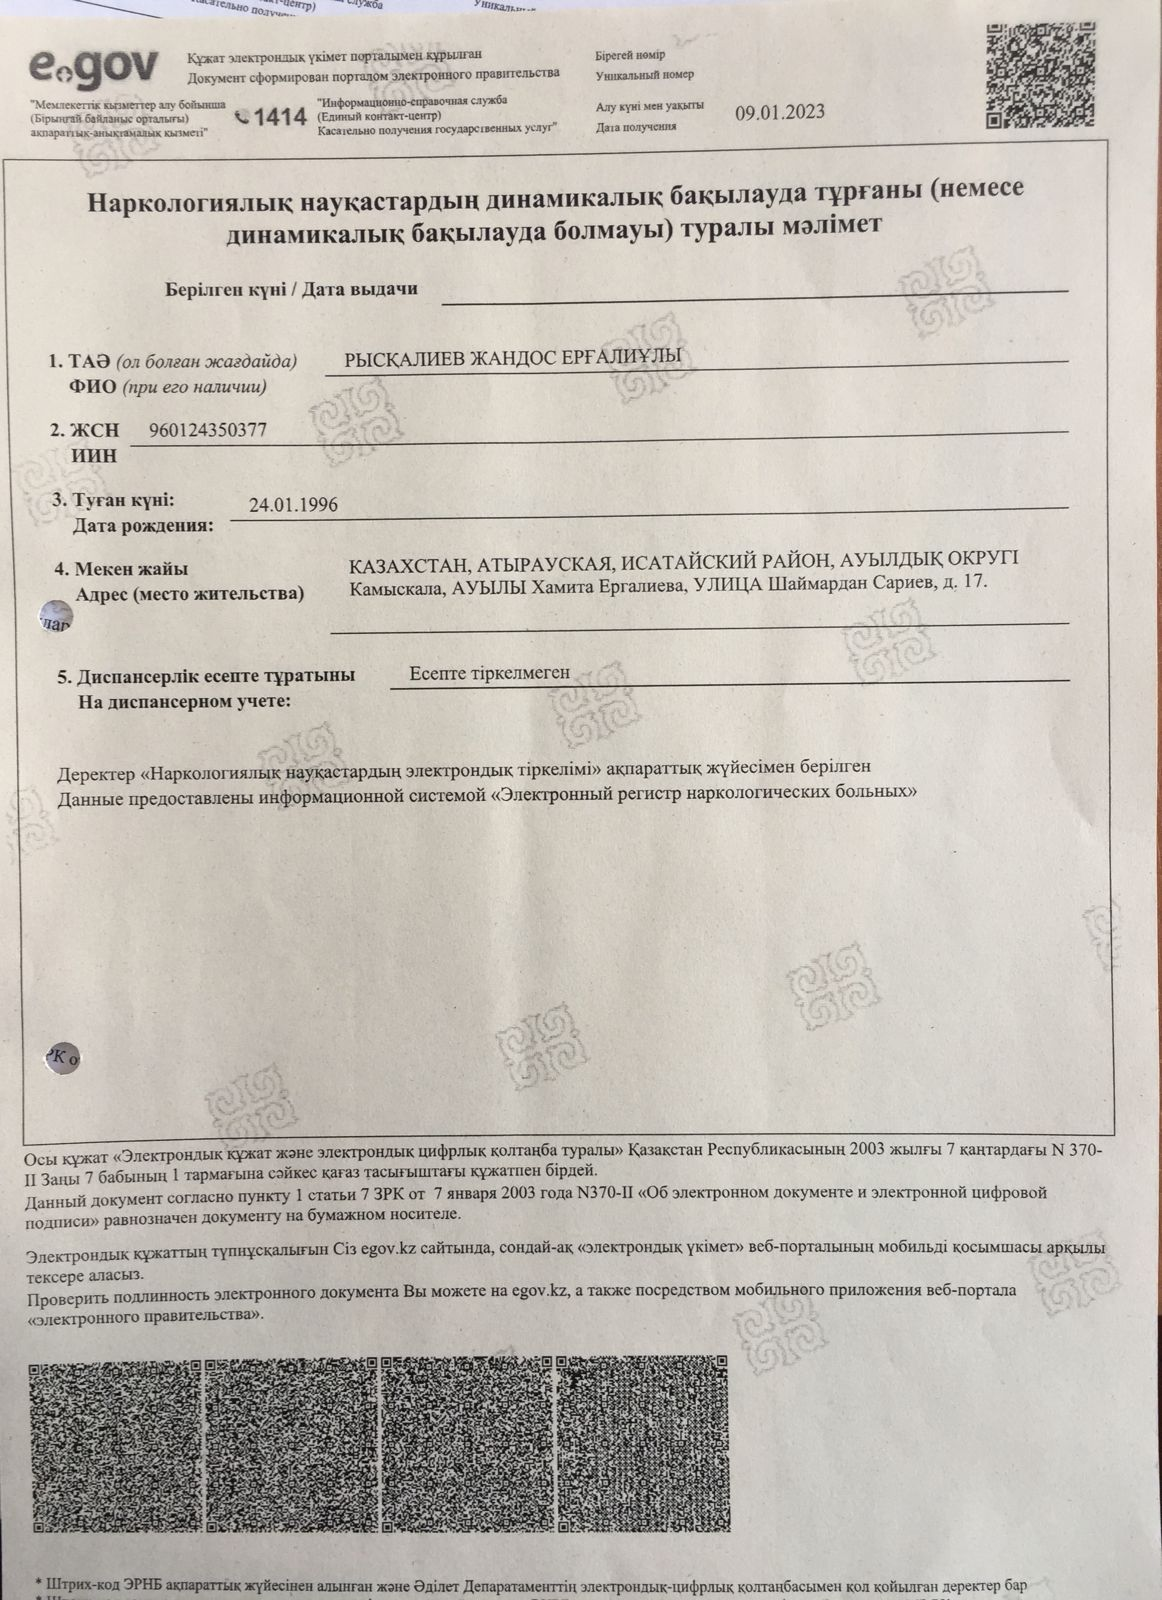 e.gov
Құжат электрондық үкімет порталымен құрылған
Документ сформирован порталом электронного правительства
"Мемлекеттік қызметтер алу бойынша
(Бірыңғай байланыс орталығы)
ақпараттық-анықтамалық қызметі"
1414
"Информационно-справочная служба
(Единый контакт-центр)
Касательно получения государственных услуг"
Бірегей нөмір
Уникальный номер
Алу күні мен уақыты
Дата получения
09.01.2023
Наркологиялық науқастардың динамикалық бақылауда тұрғаны (немесе
динамикалық бақылауда болмауы) туралы мәлімет
Берілген күні / Дата выдачи
1. ТАӘ (ол болған жағдайда) РЫСҚАЛИЕВ ЖАНДОС ЕРҒАЛИҰЛЫ
ФИО (при его наличии)
2. ЖСН 960124350377
ИИН
3. Туған күні: 24.01.1996
Дата рождения:
4. Мекен жайы КАЗАХСТАН, АТЫРАУСКАЯ, ИСАТАЙСКИЙ РАЙОН, АУЫЛДЫҚ ОКРУГІ
Адрес (место жительства) Камыскала, АУЫЛЫ Хамита Ергалиева, УЛИЦА Шаймардан Сариев, д. 17.
5. Диспансерлік есепте тұратыны Есепте тіркелмеген
На диспансерном учете:
Деректер «Наркологиялық науқастардың электрондық тіркелімі» ақпараттық жүйесімен берілген
Данные предоставлены информационной системой «Электронный регистр наркологических больных»
РК о
Осы құжат «Электрондық құжат және электрондық цифрлық қолтаңба туралы» Қазақстан Республикасының 2003 жылғы 7 қаңтардағы N 370-
II Заңы 7 бабының 1 тармағына сәйкес қағаз тасығыштағы құжатпен бірдей.
Данный документ согласно пункту 1 статьи 7 ЗРК от 7 января 2003 года N370-II «Об электронном документе и электронной цифровой
подписи» равнозначен документу на бумажном носителе.
Электрондық құжаттың түпнұсқалығын Сіз egov.kz сайтында, сондай-ақ «электрондық үкімет» веб-порталының мобильді қосымшасы арқылы
тексере аласыз.
Проверить подлинность электронного документа Вы можете на egov.kz, а также посредством мобильного приложения веб-портала
«электронного правительства».
* Штрих-код ЭРНБ ақпараттық жүйесінен алынған және Әділет Депаратаменттің электрондық-цифрлық қолтаңбасымен қол қойылған деректер бар